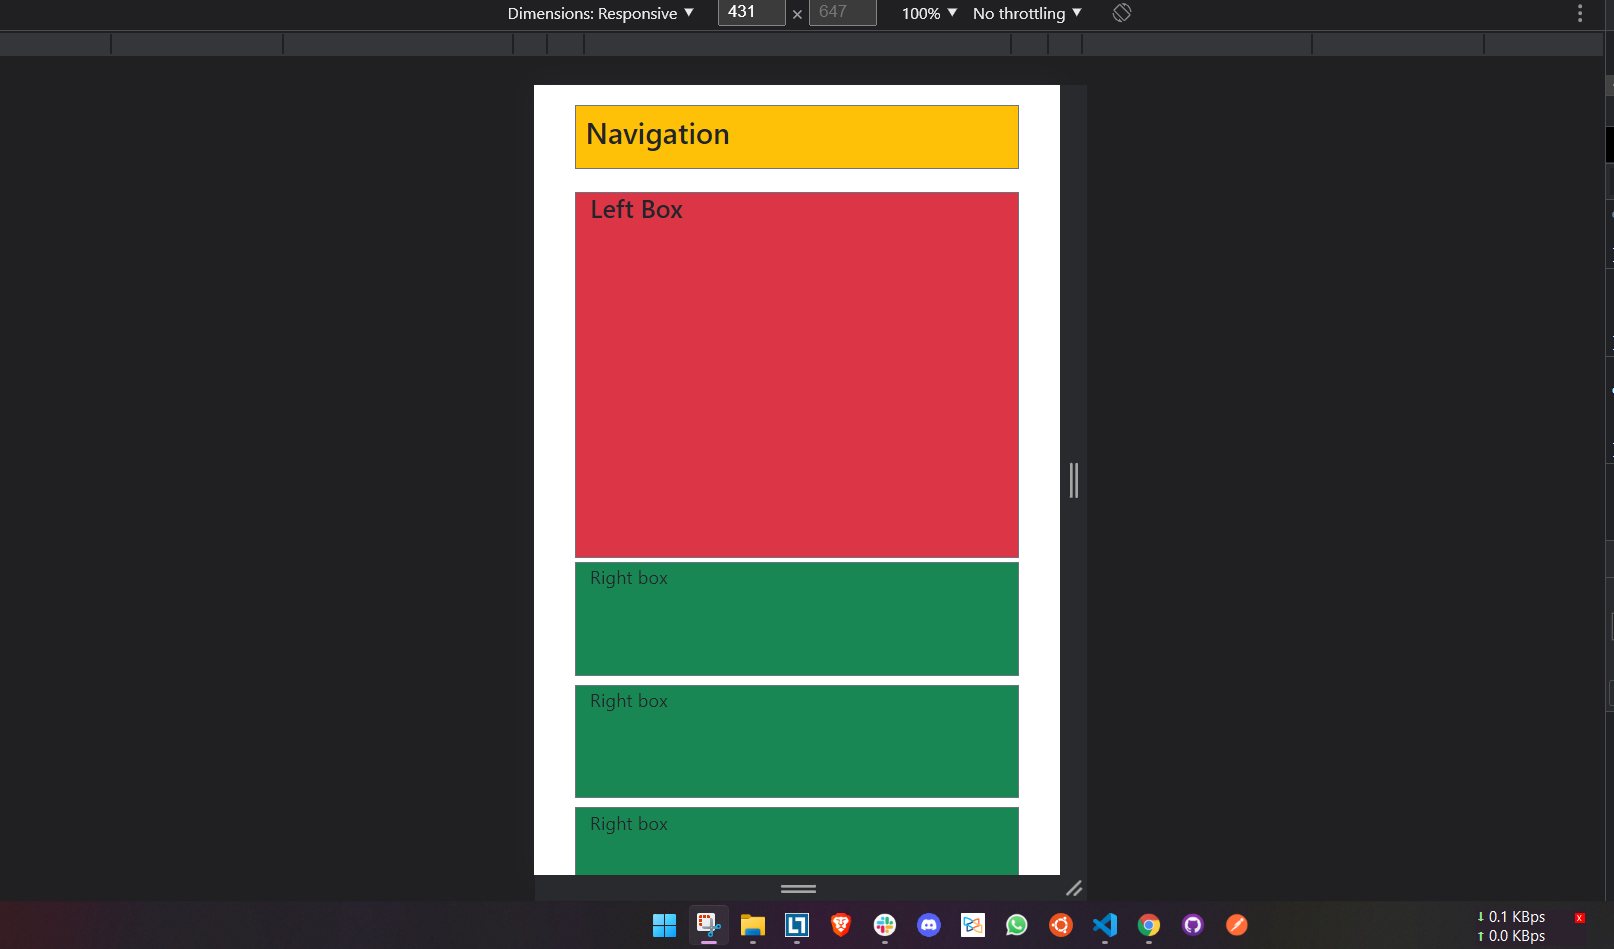 Dimensions: Responsive ▼ 431 × 647 100% ▼ No throttling ▼
Navigation
Left Box
Right box
Right box
Right box
↓ 0.1 KBps
↑ 0.0 KBps